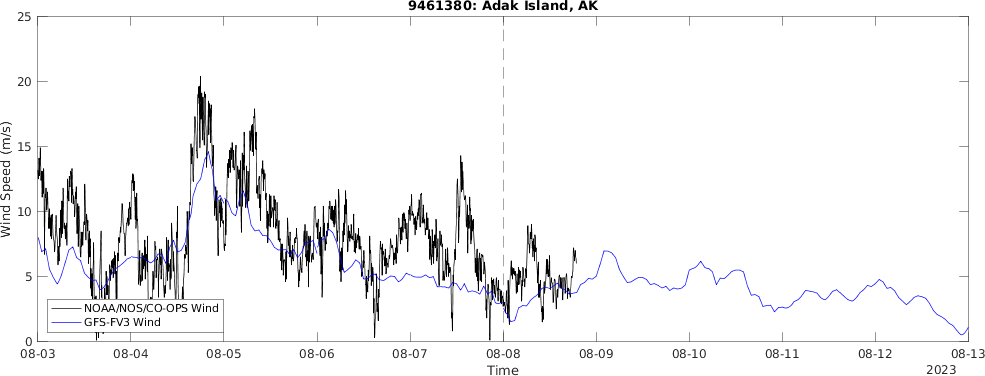 9461380: Adak Island, AK
25
20
15
10
5
0
Wind Speed (m/s)
NOAA/NOS/CO-OPS Wind
GFS-FV3 Wind
08-03 08-04 08-05 08-06 08-07 08-08 08-09 08-10 08-11 08-12 08-13
Time
2023